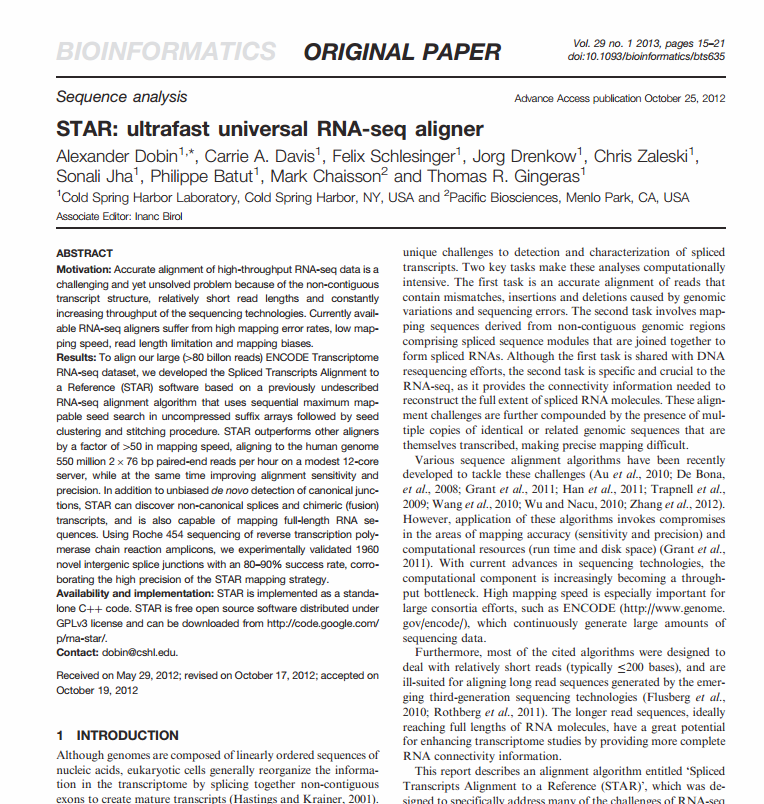 BIOINFORMATICS ORIGINAL PAPER
Vol. 29 no. 1 2013, pages 15–21
doi:10.1093/bioinformatics/bts635
Sequence analysis
Advance Access publication October 25, 2012
STAR: ultrafast universal RNA-seq aligner
Alexander Dobin1,*, Carrie A. Davis1, Felix Schlesinger1, Jorg Drenkow1, Chris Zaleski1,
Sonali Jha1, Philippe Batut1, Mark Chaisson2 and Thomas R. Gingeras1
1Cold Spring Harbor Laboratory, Cold Spring Harbor, NY, USA and 2Pacific Biosciences, Menlo Park, CA, USA
Associate Editor: Inanc Birol
ABSTRACT
Motivation: Accurate alignment of high-throughput RNA-seq data is a
challenging and yet unsolved problem because of the non-contiguous
transcript structure, relatively short read lengths and constantly
increasing throughput of the sequencing technologies. Currently avail-
able RNA-seq aligners suffer from high mapping error rates, low map-
ping speed, read length limitation and mapping biases.
Results: To align our large (>80 billon reads) ENCODE Transcriptome
RNA-seq dataset, we developed the Spliced Transcripts Alignment to
a Reference (STAR) software based on a previously undescribed
RNA-seq alignment algorithm that uses sequential maximum map-
pable seed search in uncompressed suffix arrays followed by seed
clustering and stitching procedure. STAR outperforms other aligners
by a factor of >50 in mapping speed, aligning to the human genome
550 million 2 × 76 bp paired-end reads per hour on a modest 12-core
server, while at the same time improving alignment sensitivity and
precision. In addition to unbiased de novo detection of canonical junc-
tions, STAR can discover non-canonical splices and chimeric (fusion)
transcripts, and is also capable of mapping full-length RNA se-
quences. Using Roche 454 sequencing of reverse transcription poly-
merase chain reaction amplicons, we experimentally validated 1960
novel intergenic splice junctions with an 80–90% success rate, corro-
borating the high precision of the STAR mapping strategy.
Availability and implementation: STAR is implemented as a standa-
lone C++ code. STAR is free open source software distributed under
GPLv3 license and can be downloaded from http://code.google.com/
p/rna-star/.
Contact: dobin@cshl.edu.
Received on May 29, 2012; revised on October 17, 2012; accepted on
October 19, 2012
1 INTRODUCTION
Although genomes are composed of linearly ordered sequences of
nucleic acids, eukaryotic cells generally reorganize the informa-
tion in the transcriptome by splicing together non-contiguous
exons to create mature transcripts (Hastings and Krainer, 2001).
unique challenges to detection and characterization of spliced
transcripts. Two key tasks make these analyses computationally
intensive. The first task is an accurate alignment of reads that
contain mismatches, insertions and deletions caused by genomic
variations and sequencing errors. The second task involves map-
ping sequences derived from non-contiguous genomic regions
comprising spliced sequence modules that are joined together to
form spliced RNAs. Although the first task is shared with DNA
resequencing efforts, the second task is specific and crucial to the
RNA-seq, as it provides the connectivity information needed to
reconstruct the full extent of spliced RNA molecules. These align-
ment challenges are further compounded by the presence of mul-
tiple copies of identical or related genomic sequences that are
themselves transcribed, making precise mapping difficult.
Various sequence alignment algorithms have been recently
developed to tackle these challenges (Au et al., 2010; De Bona,
et al., 2008; Grant et al., 2011; Han et al., 2011; Trapnell et al.,
2009; Wang et al., 2010; Wu and Nacu, 2010; Zhang et al., 2012).
However, application of these algorithms invokes compromises
in the areas of mapping accuracy (sensitivity and precision) and
computational resources (run time and disk space) (Grant et al.,
2011). With current advances in sequencing technologies, the
computational component is increasingly becoming a through-
put bottleneck. High mapping speed is especially important for
large consortia efforts, such as ENCODE (http://www.genome.
gov/encode/), which continuously generate large amounts of
sequencing data.
Furthermore, most of the cited algorithms were designed to
deal with relatively short reads (typically ≤200 bases), and are
ill-suited for aligning long read sequences generated by the emer-
ging third-generation sequencing technologies (Flusberg et al.,
2010; Rothberg et al., 2011). The longer read sequences, ideally
reaching full lengths of RNA molecules, have a great potential
for enhancing transcriptome studies by providing more complete
RNA connectivity information.
This report describes an alignment algorithm entitled ‘Spliced
Transcripts Alignment to a Reference (STAR)’, which was de-
signed to specifically address many of the challenges of RNA-seq